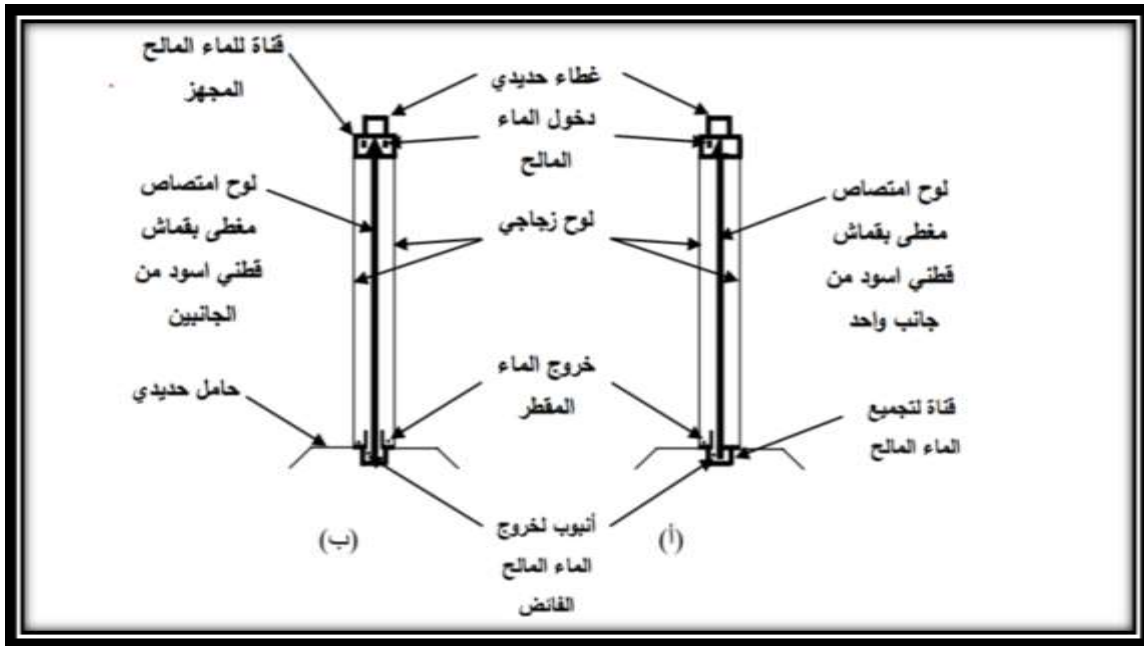 قناة للماء المالح
المجهز
غطاء حديدي
دخول الماء
المالح
لوح امتصاص
مغطى بقماش
قطني اسود من
جانب واحد
لوح امتصاص
مغطى بقماش
قطني اسود من
الجانبين
لوح زجاجي
خروج الماء
المقطر
قناة لتجميع
الماء المالح
حامل حديدي
أنبوب لخروج
الماء المالح
الفائض
(أ)
(ب)